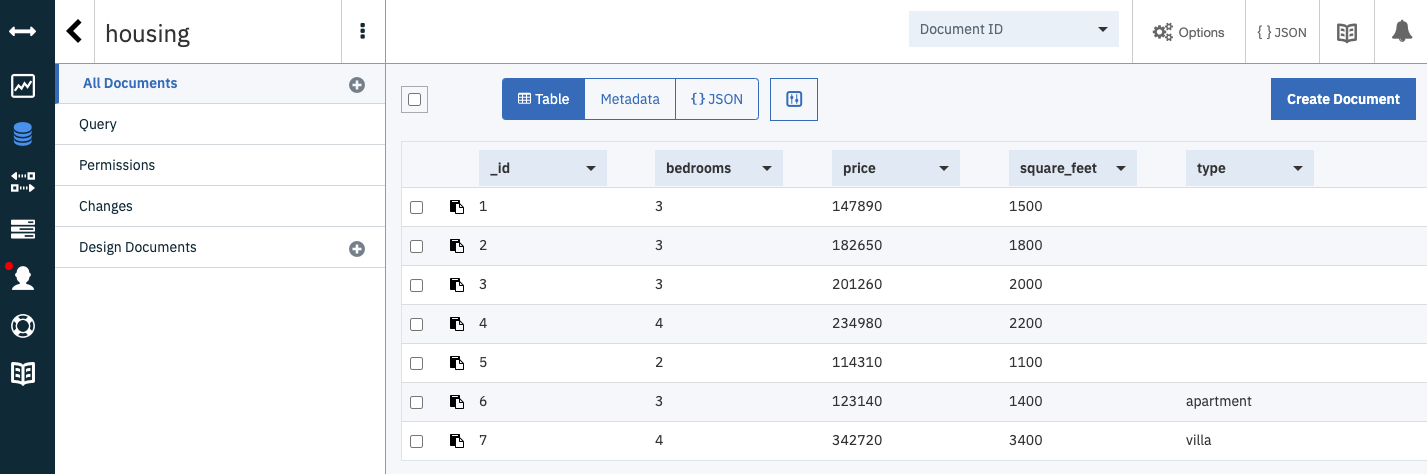 housing
Document ID
Options
{ } JSON
All Documents
Query
Permissions
Changes
Design Documents
Table Metadata {} JSON
Create Document
_id bedrooms price square_feet type
1 3 147890 1500
2 3 182650 1800
3 3 201260 2000
4 4 234980 2200
5 2 114310 1100
6 3 123140 1400 apartment
7 4 342720 3400 villa